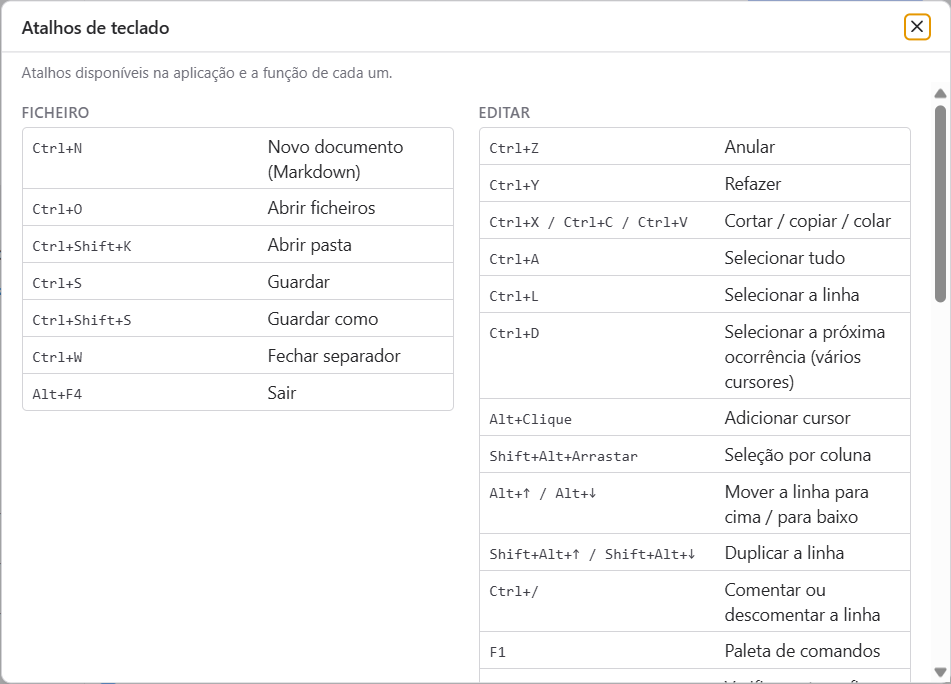 Atalhos de teclado
Atalhos disponíveis na aplicação e a função de cada um.
FICHEIRO
Ctrl+N Novo documento
(Markdown)
Ctrl+O Abrir ficheiros
Ctrl+Shift+K Abrir pasta
Ctrl+S Guardar
Ctrl+Shift+S Guardar como
Ctrl+W Fechar separador
Alt+F4 Sair
EDITAR
Ctrl+Z Anular
Ctrl+Y Refazer
Ctrl+X / Ctrl+C / Ctrl+V Cortar / copiar / colar
Ctrl+A Selecionar tudo
Ctrl+L Selecionar a linha
Ctrl+D Selecionar a próxima
ocorrência (vários
cursores)
Alt+Clique Adicionar cursor
Shift+Alt+Arrastar Seleção por coluna
Alt+↑ / Alt+↓ Mover a linha para
cima / para baixo
Shift+Alt+↑ / Shift+Alt+↓ Duplicar a linha
Ctrl+/ Comentar ou
descomentar a linha
F1 Paleta de comandos